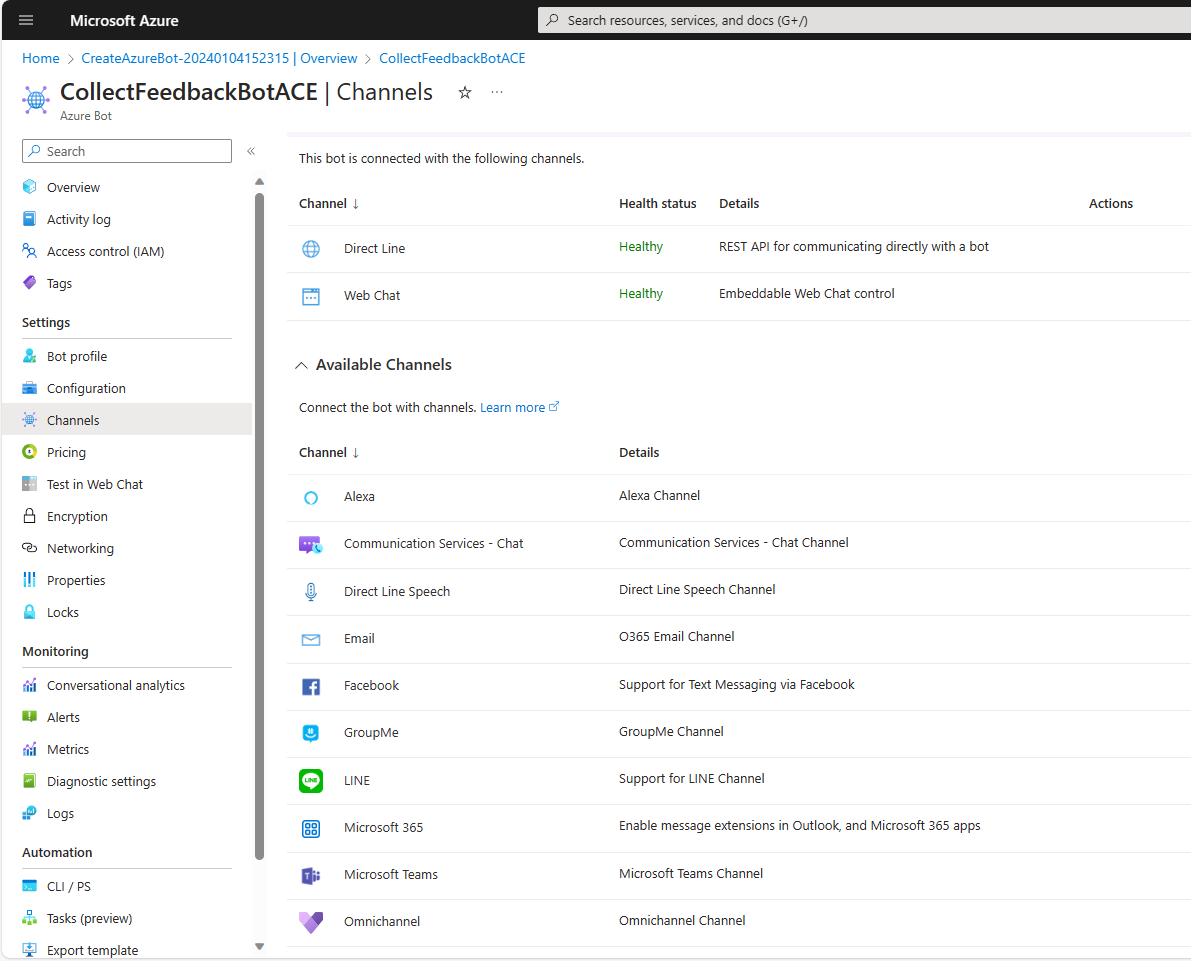 Microsoft Azure
Search resources, services, and docs (G+/)
Home > CreateAzureBot-20240104152315 | Overview > CollectFeedbackBotACE
CollectFeedbackBotACE | Channels ☆ ...
Azure Bot
Search «
Overview
Activity log
Access control (IAM)
Tags
Settings
Bot profile
Configuration
Channels
Pricing
Test in Web Chat
Encryption
Networking
Properties
Locks
Monitoring
Conversational analytics
Alerts
Metrics
Diagnostic settings
Logs
Automation
CLI / PS
Tasks (preview)
Export template
This bot is connected with the following channels.
Channel ↓ Health status Details Actions
Direct Line Healthy REST API for communicating directly with a bot
Web Chat Healthy Embeddable Web Chat control
Available Channels
Connect the bot with channels. Learn more
Channel ↓ Details
Alexa Alexa Channel
Communication Services - Chat Communication Services - Chat Channel
Direct Line Speech Direct Line Speech Channel
Email O365 Email Channel
Facebook Support for Text Messaging via Facebook
GroupMe GroupMe Channel
LINE LINE Support for LINE Channel
Microsoft 365 Enable message extensions in Outlook, and Microsoft 365 apps
Microsoft Teams Microsoft Teams Channel
Omnichannel Omnichannel Channel